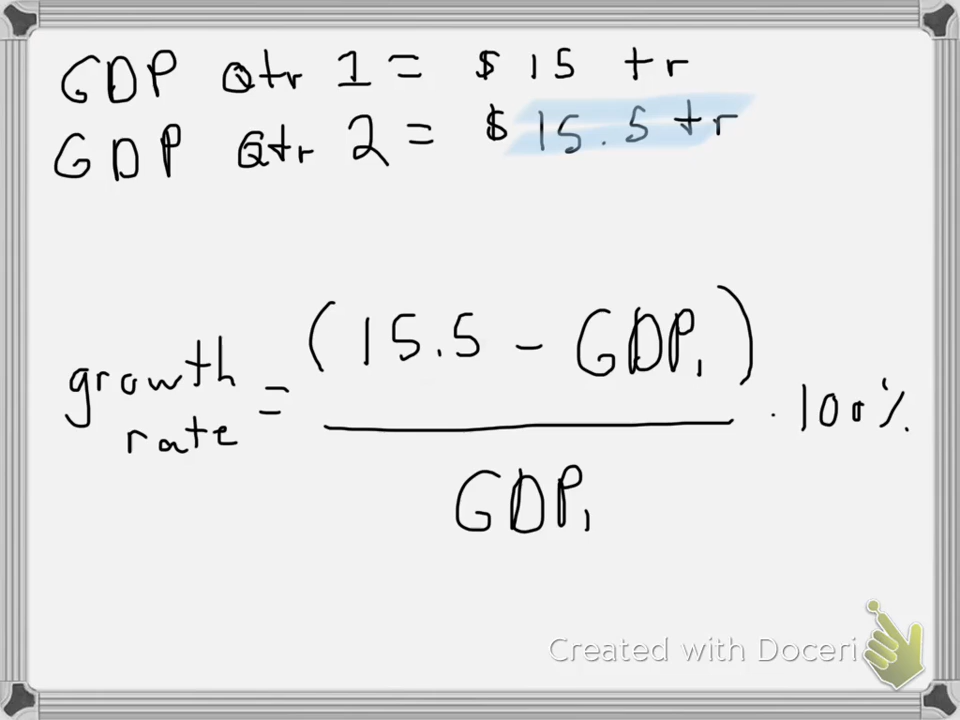 GDP Qtr 1 = $15 tr
GDP Qtr 2 = $15.5 tr
(15.5 - GDP₁)
growth
rate
=
· 100%
GDP₁
Created with Doceri